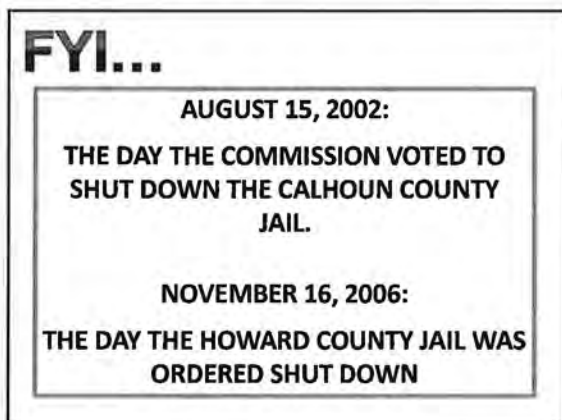 FYI...
AUGUST 15, 2002:
THE DAY THE COMMISSION VOTED TO
SHUT DOWN THE CALHOUN COUNTY
JAIL.
NOVEMBER 16, 2006:
THE DAY THE HOWARD COUNTY JAIL WAS
ORDERED SHUT DOWN